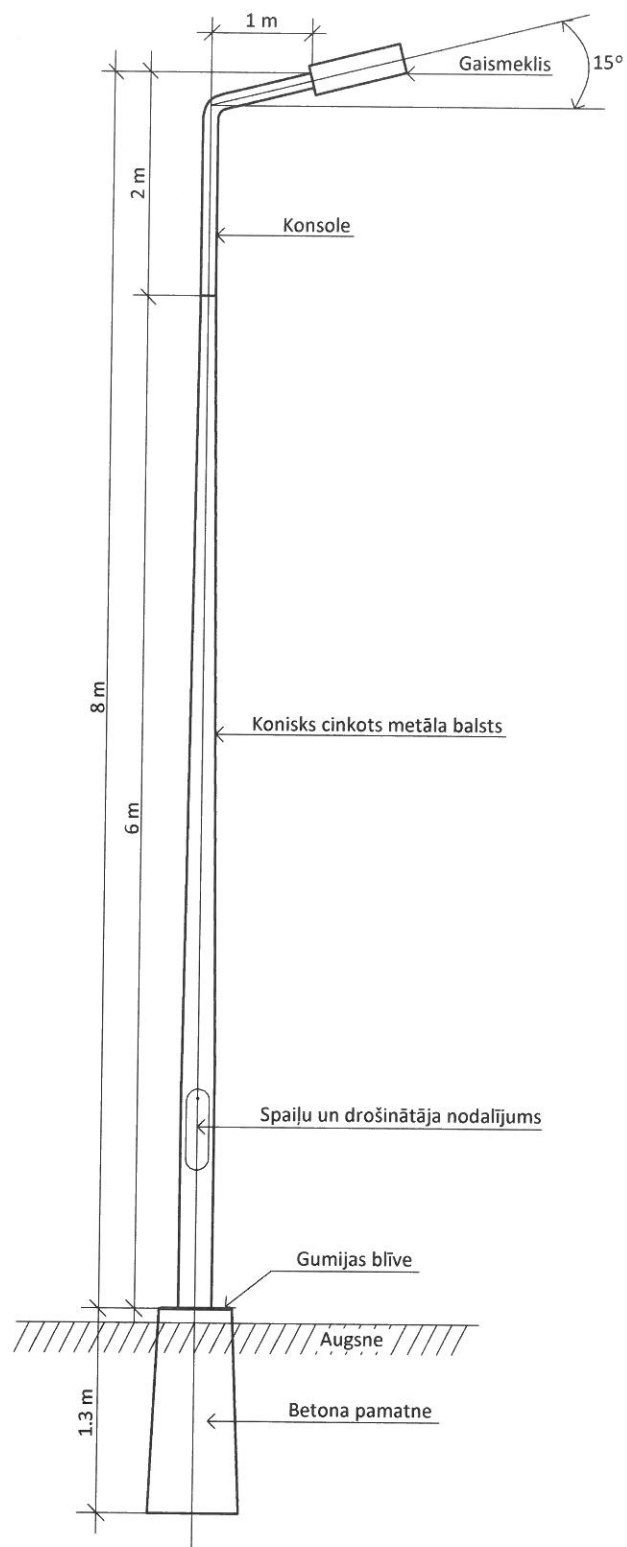 1 m
Gaismeklis
15°
2 m
Konsole
8 m
Konisks cinkots metāla balsts
6 m
Spaiļu un drošinātāja nodalījums
Gumijas blīve
Augsne
1.3 m
Betona pamatne